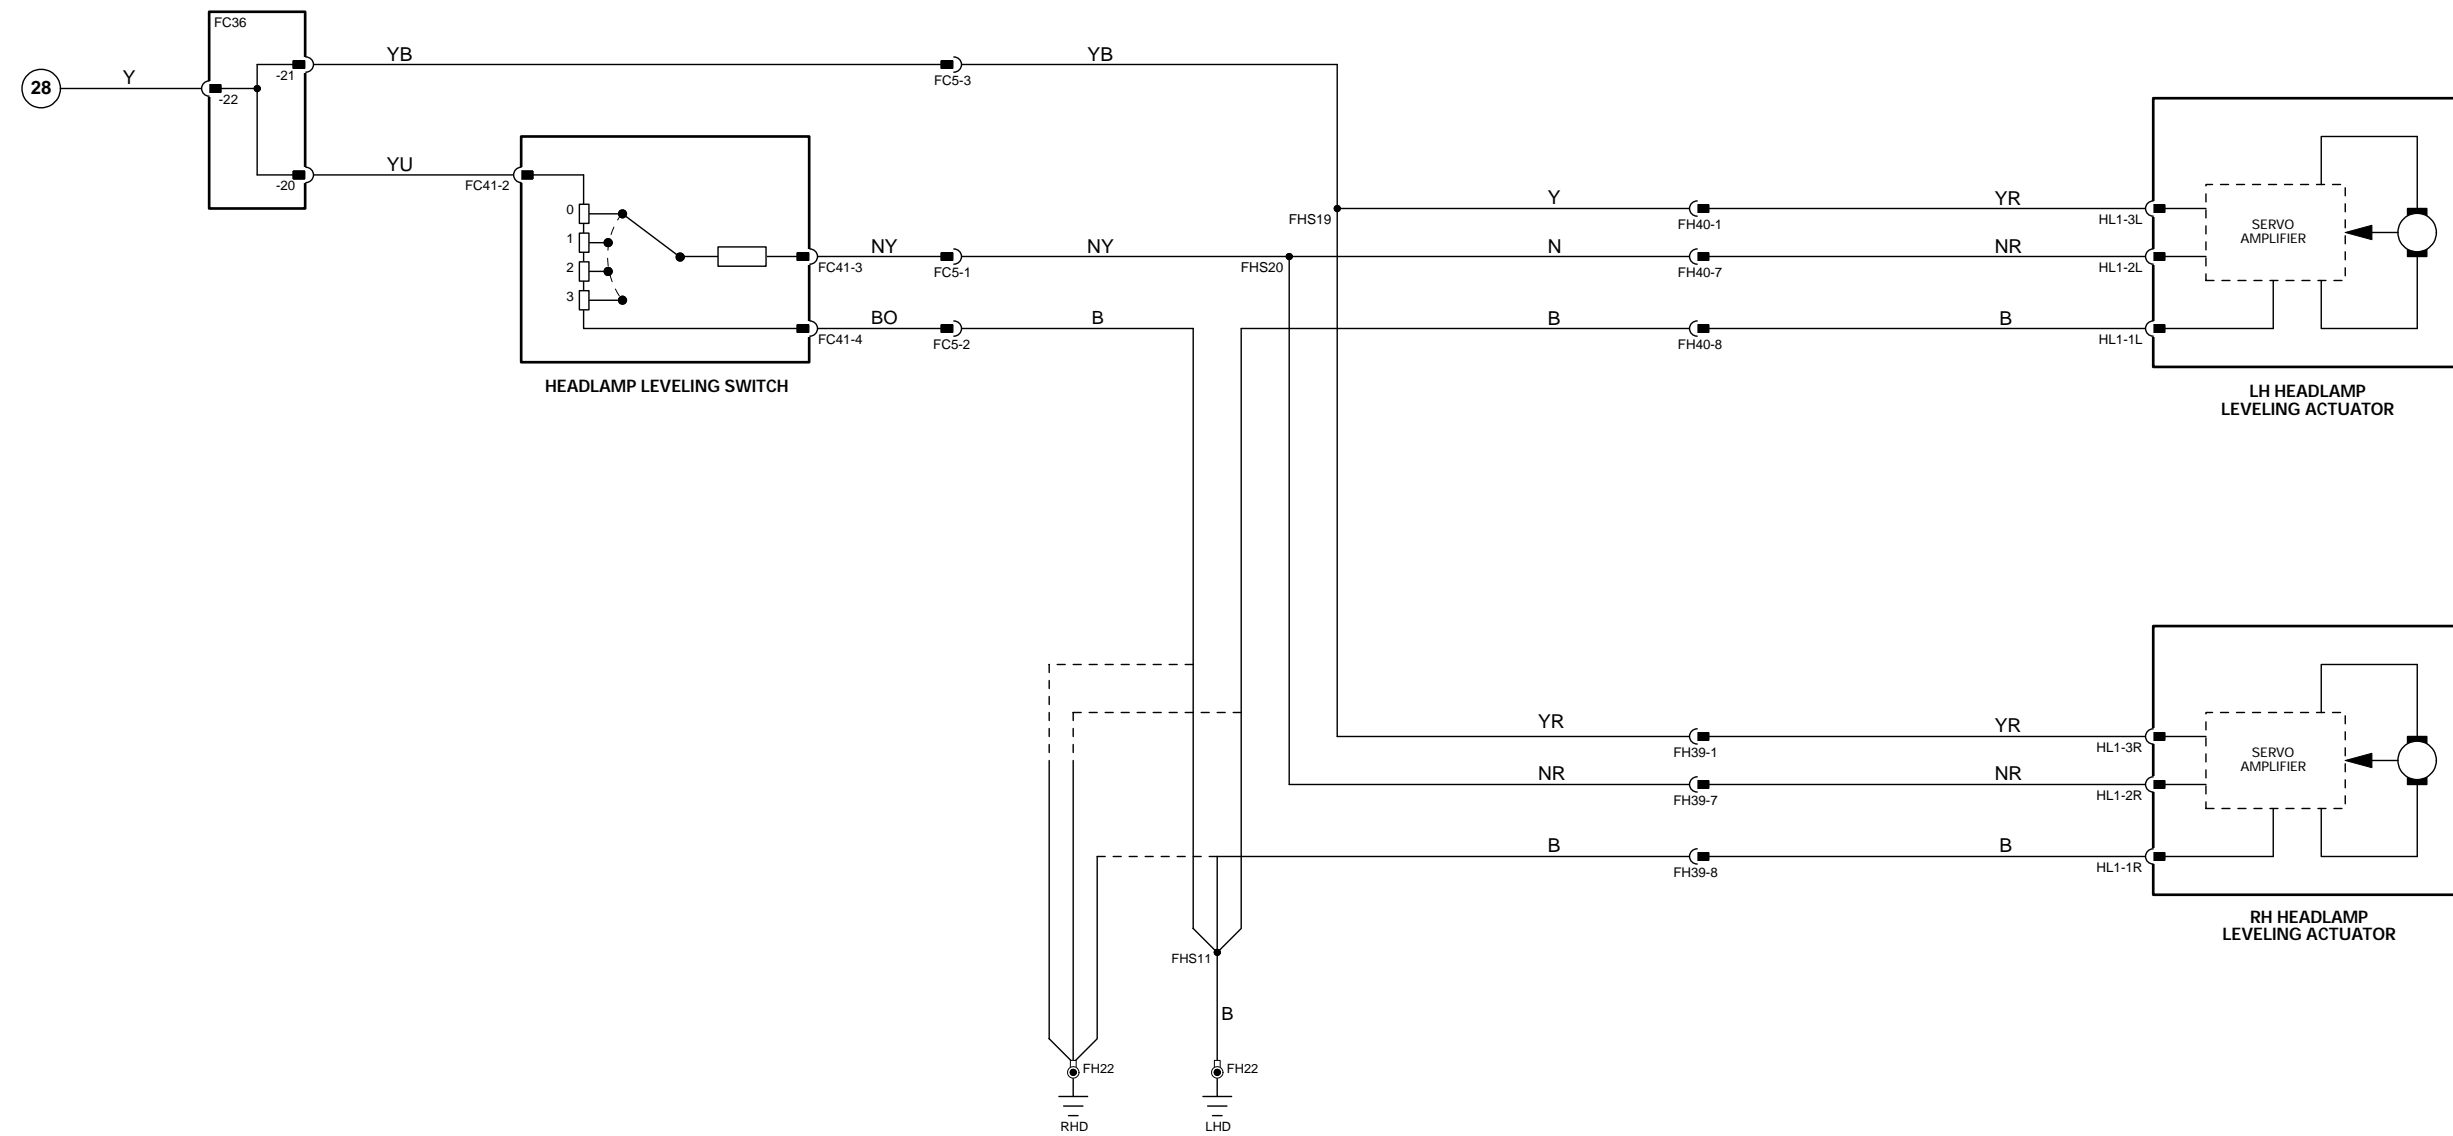 FC36
YB
YB
-21
FC5-3
28
Y
-22
YU
-20
FC41-2
0
1
2
3
NY
FC41-3
FC5-1
NY
FHS20
FHS19
BO
FC41-4
FC5-2
B
HEADLAMP LEVELING SWITCH
Y
FH40-1
YR
HL1-3L
N
FH40-7
NR
HL1-2L
B
FH40-8
B
HL1-1L
SERVO
AMPLIFIER
LH HEADLAMP
LEVELING ACTUATOR
YR
FH39-1
YR
HL1-3R
NR
FH39-7
NR
HL1-2R
B
FH39-8
B
HL1-1R
SERVO
AMPLIFIER
RH HEADLAMP
LEVELING ACTUATOR
FHS11
B
FH22
FH22
RHD
LHD